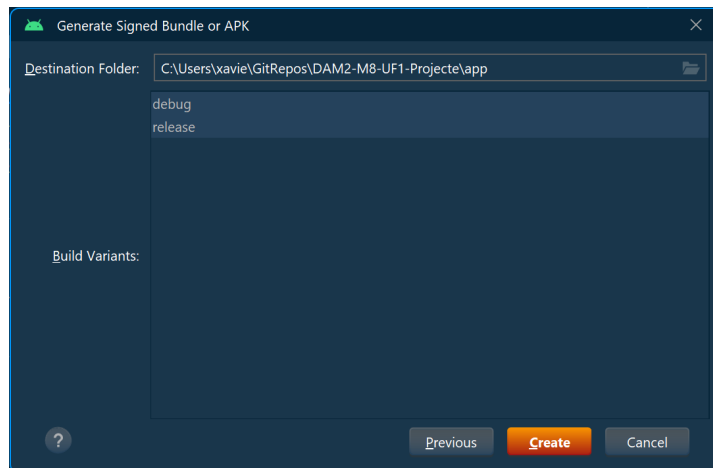 Generate Signed Bundle or APK
Destination Folder: C:\Users\xavie\GitRepos\DAM2-M8-UF1-Projecte\app
debug
release
Build Variants:
? Previous Create Cancel